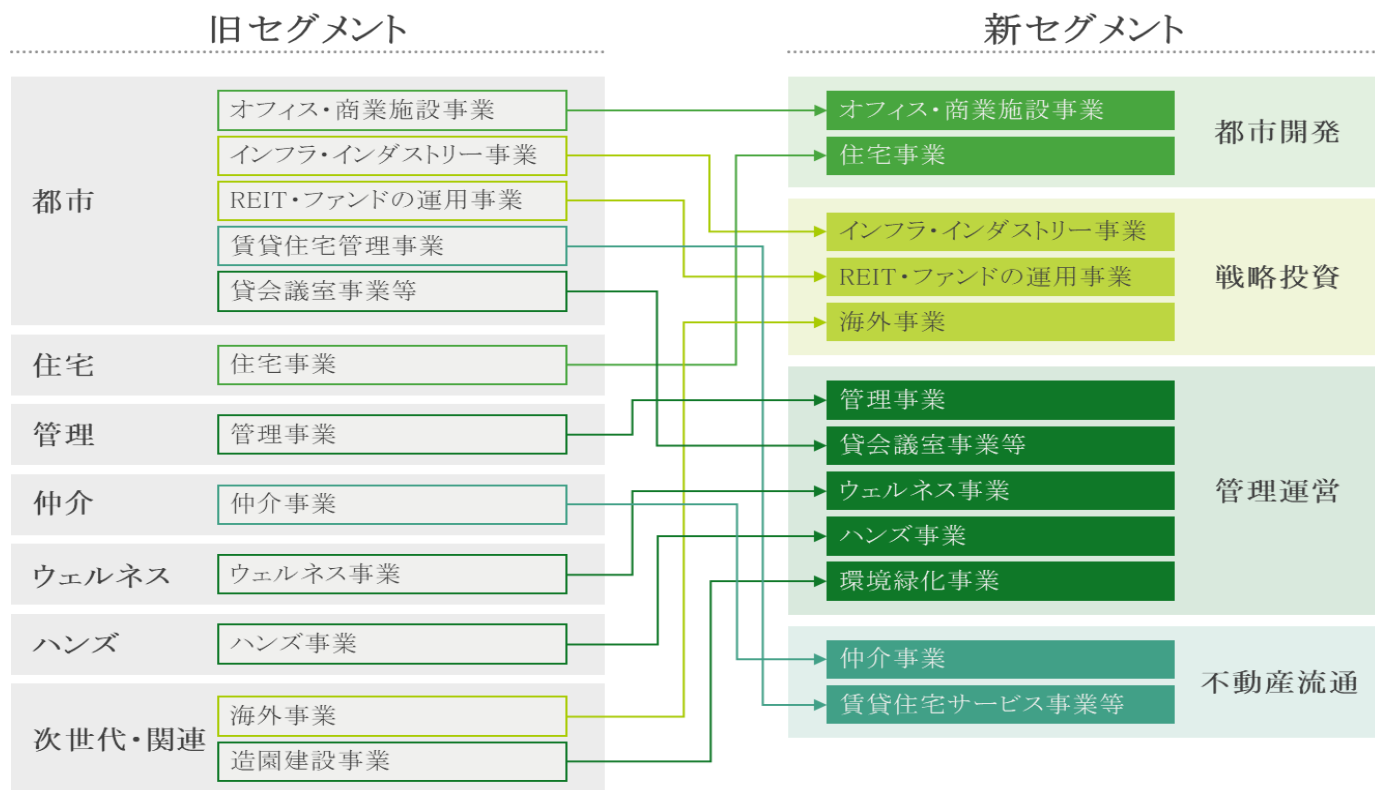 旧セグメント
新セグメント
都市
オフィス・商業施設事業
インフラ・インダストリー事業
REIT・ファンドの運用事業
賃貸住宅管理事業
貸会議室事業等
住宅
住宅事業
管理
管理事業
仲介
仲介事業
ウェルネス
ウェルネス事業
ハンズ
ハンズ事業
次世代・関連
海外事業
造園建設事業
オフィス・商業施設事業
住宅事業
都市開発
インフラ・インダストリー事業
REIT・ファンドの運用事業
海外事業
戦略投資
管理事業
貸会議室事業等
ウェルネス事業
ハンズ事業
環境緑化事業
管理運営
仲介事業
賃貸住宅サービス事業等
不動産流通